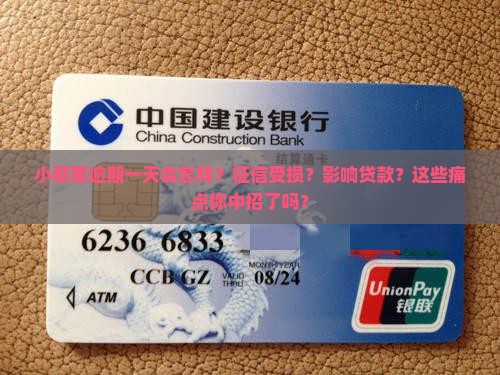 中国建设银行
China Construction Bank
结算通卡
小额贷逾期一天会怎样？征信受损？影响贷款？这些痛
点你中招了吗？
6236 6833
MONTH/YEAR
CCB GZ VALID THRU 08/24
ATM
UnionPay
银联